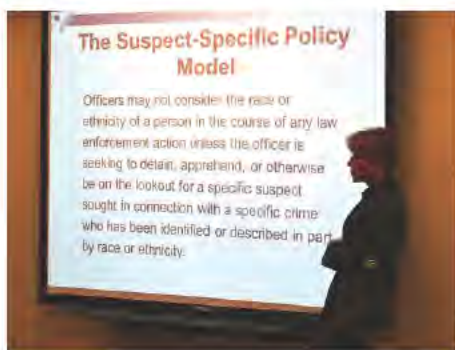 The Suspect-Specific Policy
Model
Officers may not consider the race or
ethnicity of a person in the course of any law
enforcement action unless the officer is
seeking to detain, apprehend, or otherwise
be on the lookout for a specific suspect
sought in connection with a specific crime
who has been identified or described in part
by race or ethnicity.